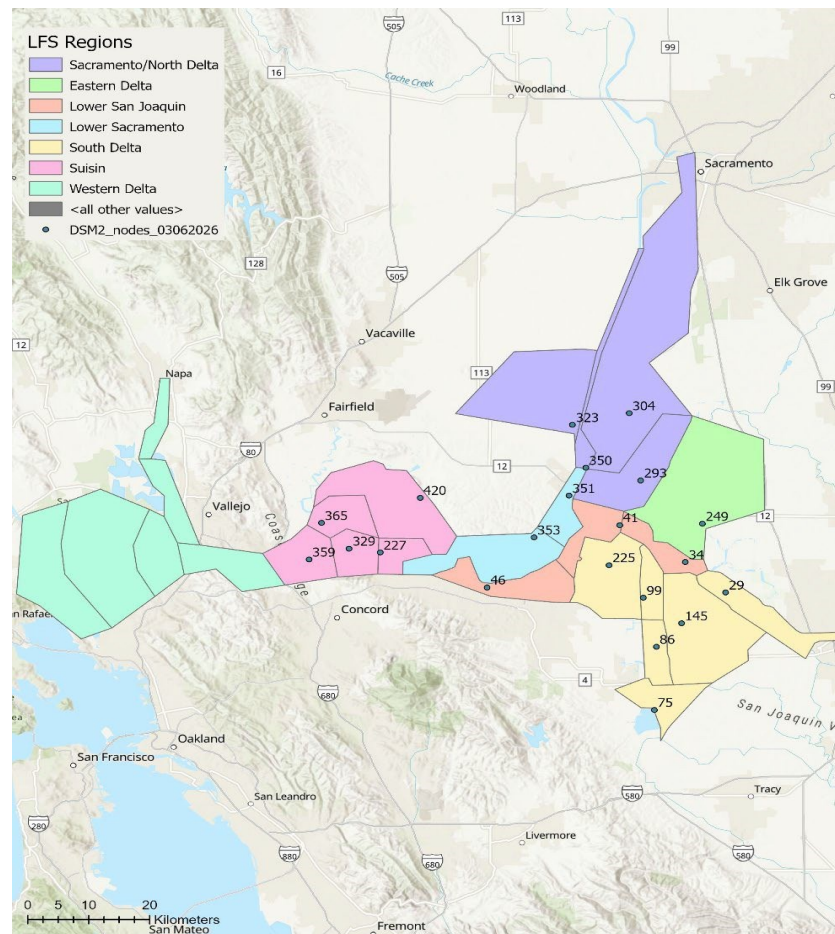 LFS Regions
Sacramento/North Delta
Eastern Delta
Lower San Joaquin
Lower Sacramento
South Delta
Suisin
Western Delta
<all other values>
DSM2_nodes_03062026
505
113
99
16
Cache Creek
Woodland
Sacramento
128
505
Elk Grove
Vacaville
12
113
99
Napa
Fairfield
323
304
80
12
350
293
420
351
Vallejo
365
41
249
12
353
329
227
225
34
359
Coas
ge
46
99
29
San Rafae
Concord
145
86
4
680
75
San Joaquin V
Oakland
San Francisco
580
Tracy
San Leandro
280
Livermore
880
680
580
0 5 10 20
Kilometers
San Mateo
Fremont